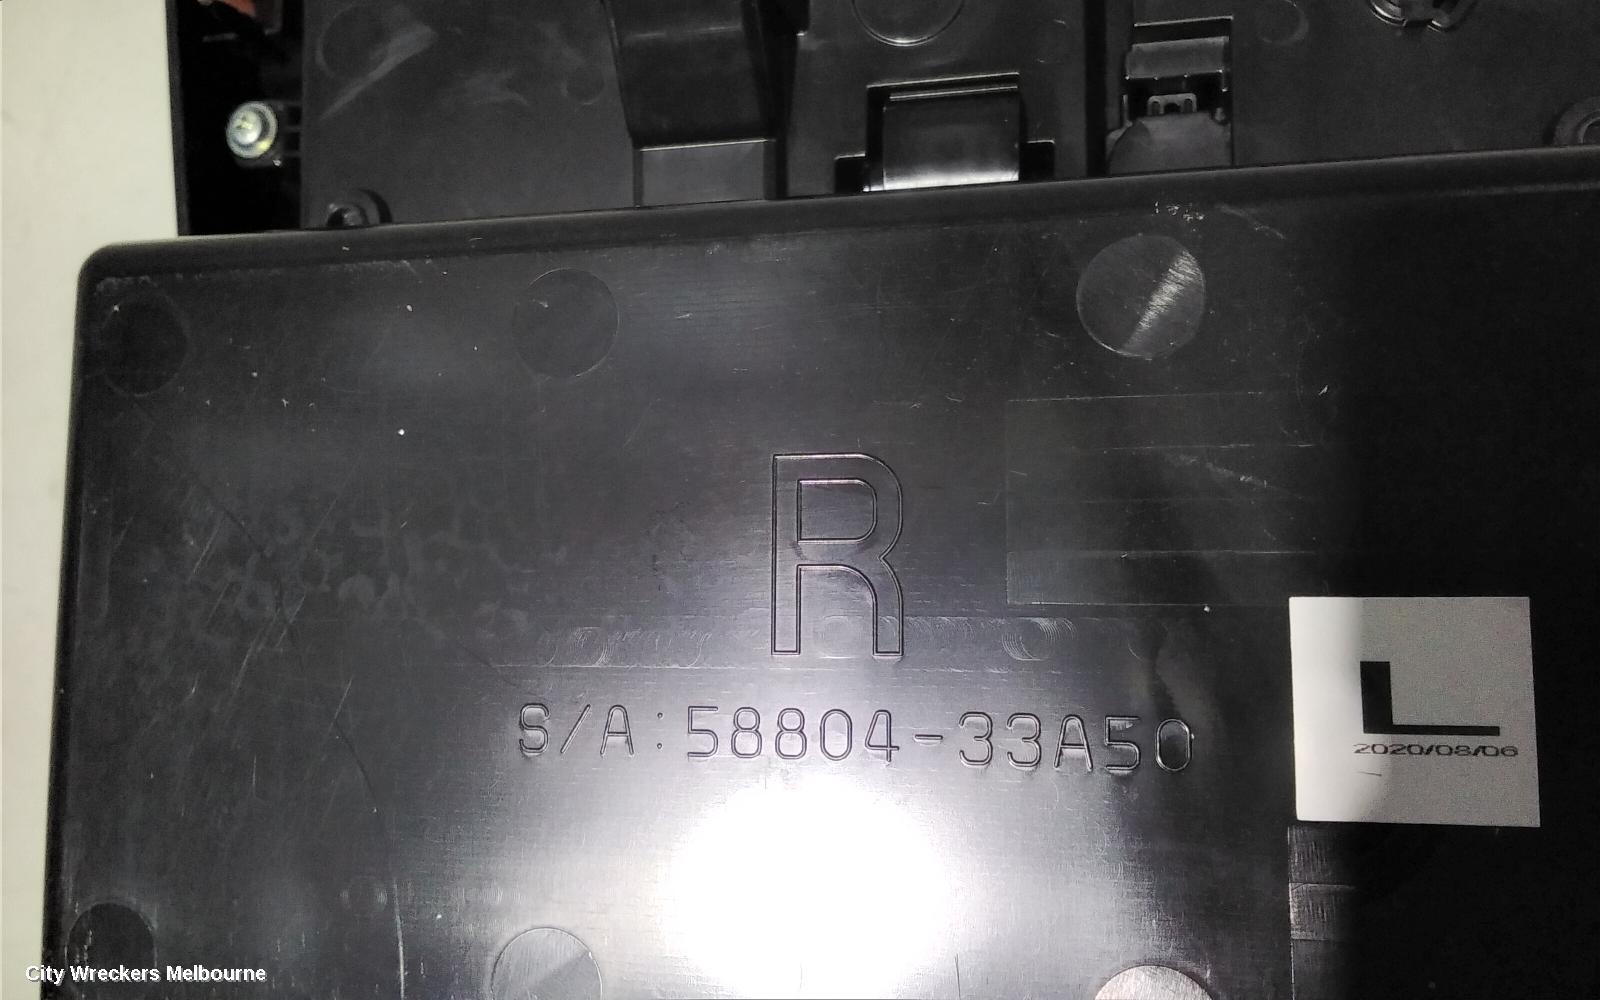 R
S/A:58804-33A50
L
2020/08/06
City Wreckers Melbourne